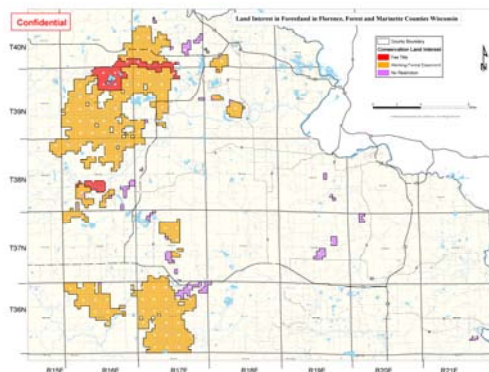 Confidential
Land Interest in Forestland in Florence, Forest and Marinette Counties Wisconsin
County Boundary
Conservation Land Interest
Fee Title
Working Forest Easement
No Restriction
T40N
T39N
T38N
T37N
T36N
R15E
R16E
R17E
R18E
R19E
R20E
R21E